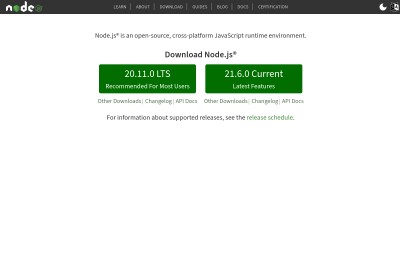 node
LEARN | ABOUT | DOWNLOAD | GUIDES | BLOG | DOCS | CERTIFICATION
Node.js® is an open-source, cross-platform JavaScript runtime environment.
Download Node.js®
20.11.0 LTS
Recommended For Most Users
21.6.0 Current
Latest Features
Other Downloads | Changelog | API Docs
Other Downloads | Changelog | API Docs
For information about supported releases, see the release schedule.